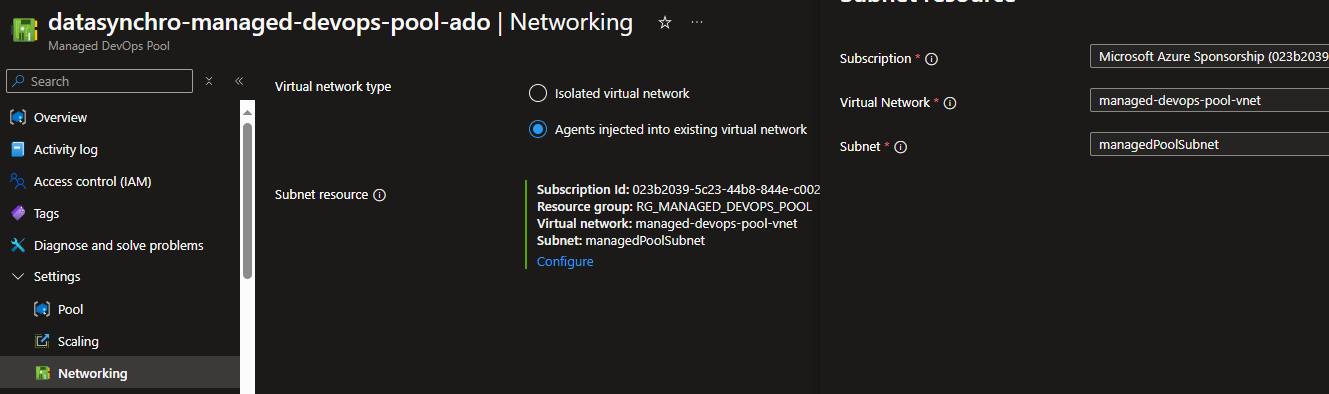 datasynchro-managed-devops-pool-ado | Networking
Managed DevOps Pool
Search
Overview
Activity log
Access control (IAM)
Tags
Diagnose and solve problems
Settings
Pool
Scaling
Networking
Virtual network type
Isolated virtual network
Agents injected into existing virtual network
Subnet resource
Subscription Id: 023b2039-5c23-44b8-844e-c002
Resource group: RG_MANAGED_DEVOPS_POOL
Virtual network: managed-devops-pool-vnet
Subnet: managedPoolSubnet
Configure
Subnet resource
Subscription * Microsoft Azure Sponsorship (023b2039
Virtual Network * managed-devops-pool-vnet
Subnet * managedPoolSubnet